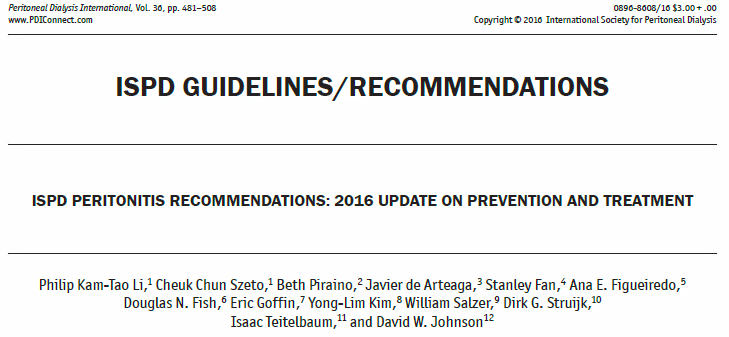 Peritoneal Dialysis International, Vol. 36, pp. 481–508
www.PDIConnect.com
0896-8608/16 $3.00 + .00
Copyright © 2016 International Society for Peritoneal Dialysis
ISPD GUIDELINES/RECOMMENDATIONS
ISPD PERITONITIS RECOMMENDATIONS: 2016 UPDATE ON PREVENTION AND TREATMENT
Philip Kam-Tao Li,1 Cheuk Chun Szeto,1 Beth Piraino,2 Javier de Arteaga,3 Stanley Fan,4 Ana E. Figueiredo,5
Douglas N. Fish,6 Eric Goffin,7 Yong-Lim Kim,8 William Salzer,9 Dirk G. Struijk,10
Isaac Teitelbaum,11 and David W. Johnson12